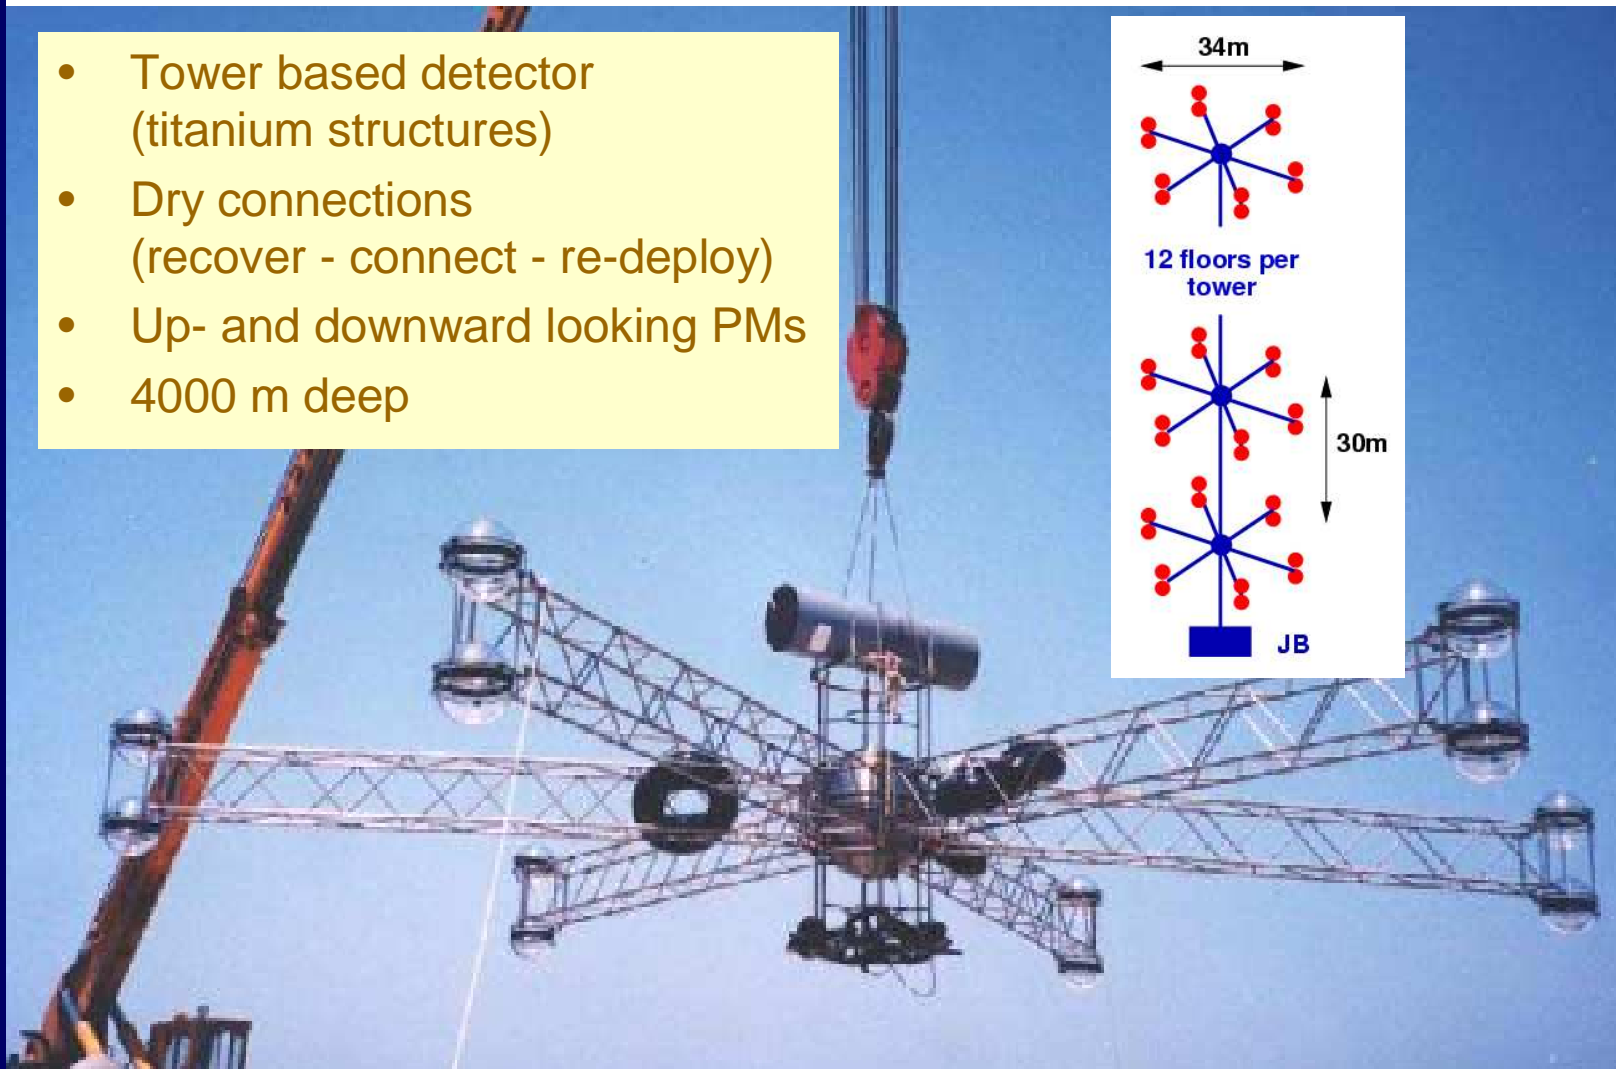 • Tower based detector
(titanium structures)
• Dry connections
(recover - connect - re-deploy)
• Up- and downward looking PMs
• 4000 m deep
34m
12 floors per
tower
30m
JB